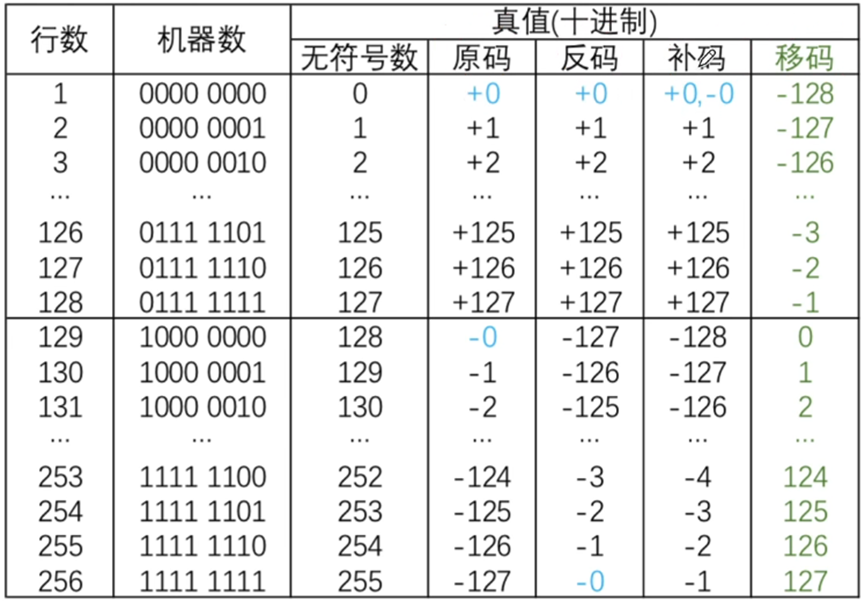 行数 机器数 真值(十进制)
无符号数 原码 反码 补码 移码
1 0000 0000 0 +0 +0 +0,-0 -128
2 0000 0001 1 +1 +1 +1 -127
3 0000 0010 2 +2 +2 +2 -126
... ... ... ... ... ... ...
126 0111 1101 125 +125 +125 +125 -3
127 0111 1110 126 +126 +126 +126 -2
128 0111 1111 127 +127 +127 +127 -1
129 1000 0000 128 -0 -127 -128 0
130 1000 0001 129 -1 -126 -127 1
131 1000 0010 130 -2 -125 -126 2
... ... ... ... ... ... ...
253 1111 1100 252 -124 -3 -4 124
254 1111 1101 253 -125 -2 -3 125
255 1111 1110 254 -126 -1 -2 126
256 1111 1111 255 -127 -0 -1 127